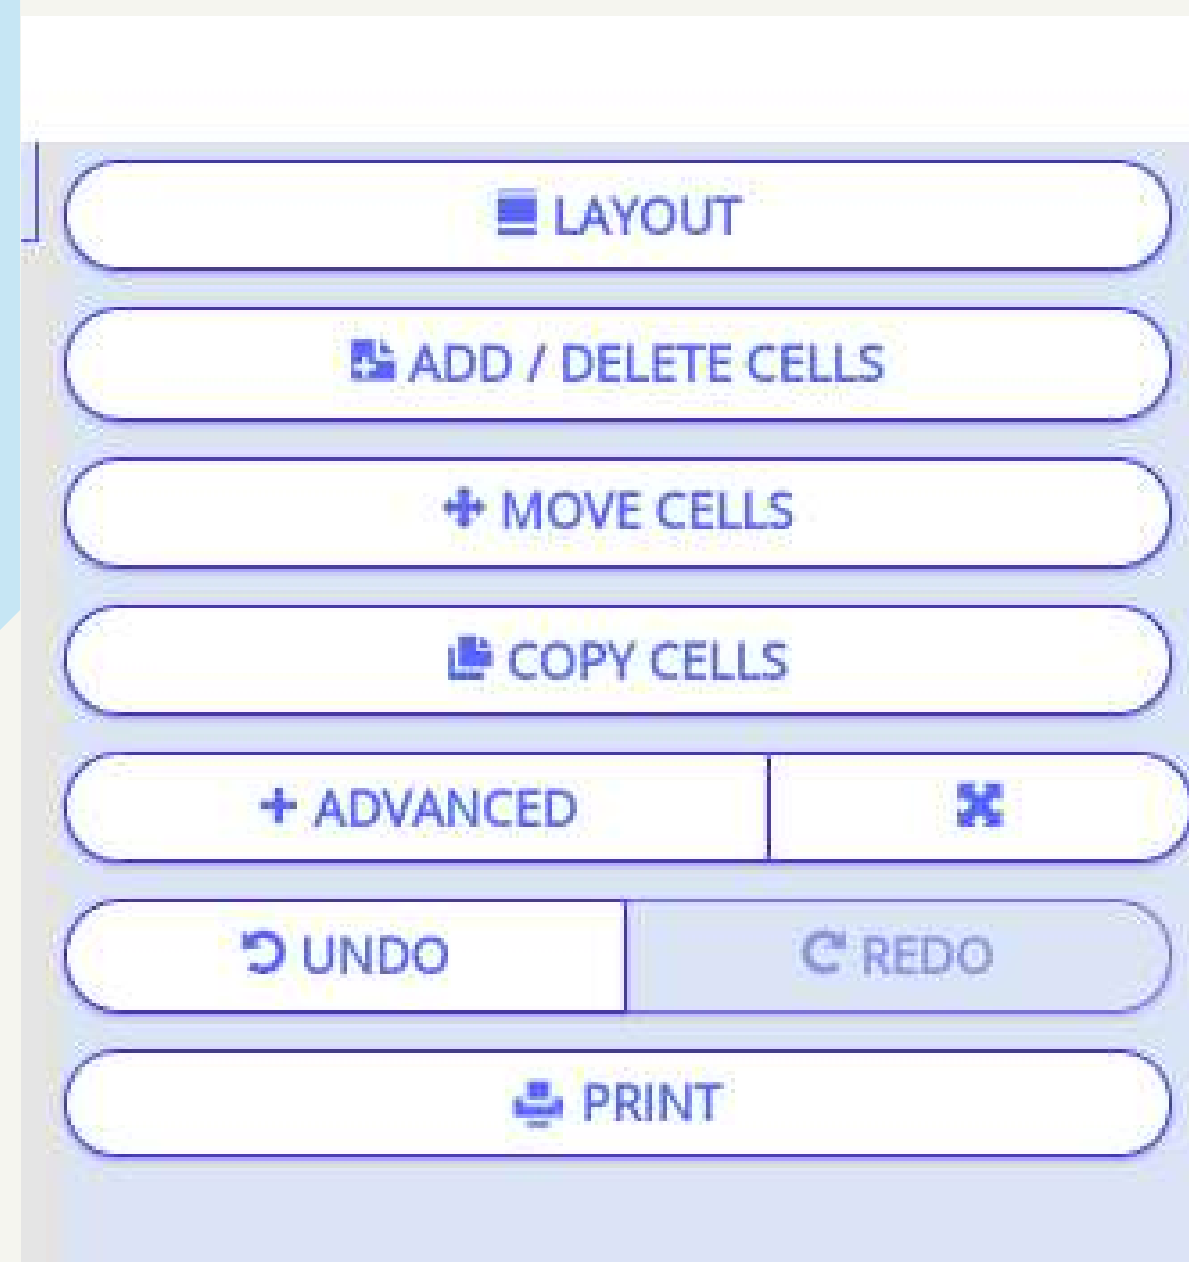 LAYOUT
ADD / DELETE CELLS
MOVE CELLS
COPY CELLS
ADVANCED
UNDO REDO
PRINT